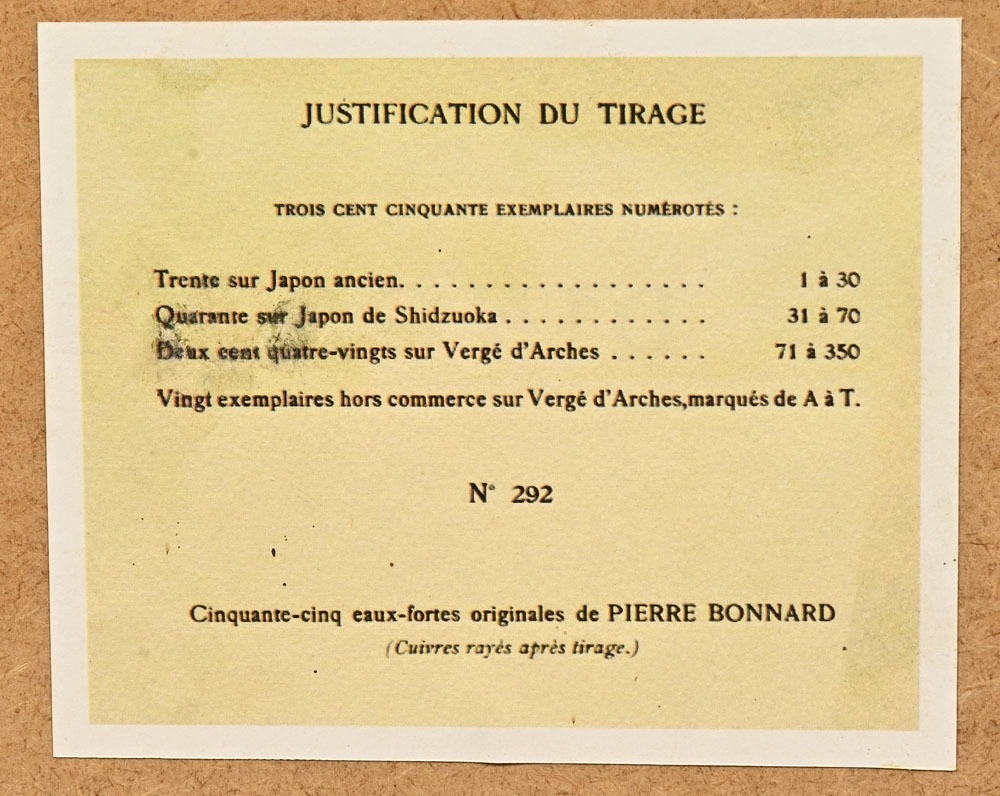 JUSTIFICATION DU TIRAGE
TROIS CENT CINQUANTE EXEMPLAIRES NUMÉROTÉS :
Trente sur Japon ancien. . . . . . . . . . . . . . . . . . . 1 à 30
Quarante sur Japon de Shidzuoka . . . . . . . . . . . . 31 à 70
Deux cent quatre-vingts sur Vergé d'Arches . . . . . . 71 à 350
Vingt exemplaires hors commerce sur Vergé d'Arches, marqués de A à T.
N° 292
Cinquante-cinq eaux-fortes originales de PIERRE BONNARD
(Cuivres rayés après tirage.)